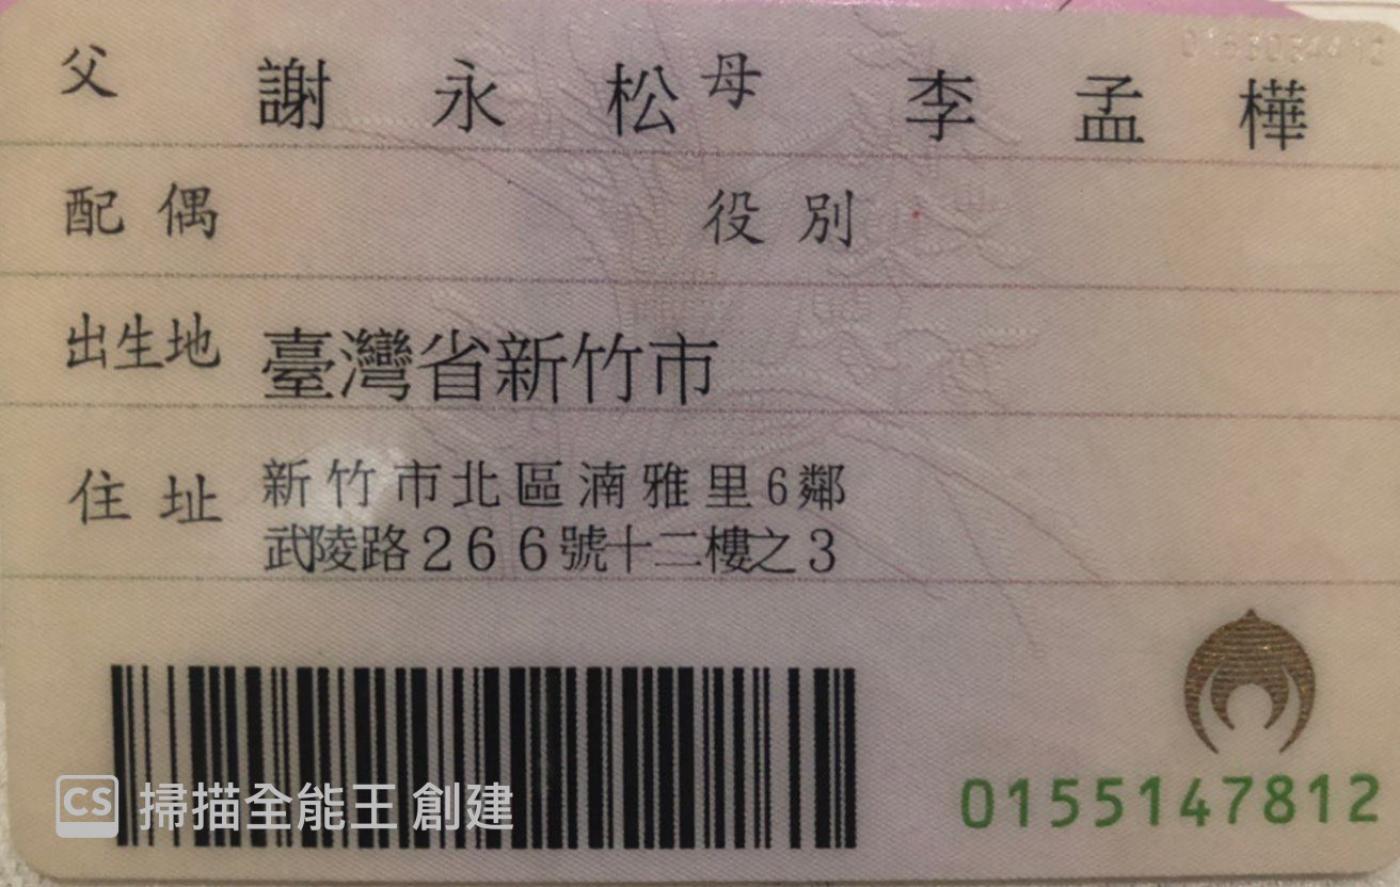 父 謝永松 母 李孟樺
配偶 役別
出生地 臺灣省新竹市
住址 新竹市北區湳雅里6鄰
武陵路266號十二樓之3
0155147812
CS 掃描全能王 創建